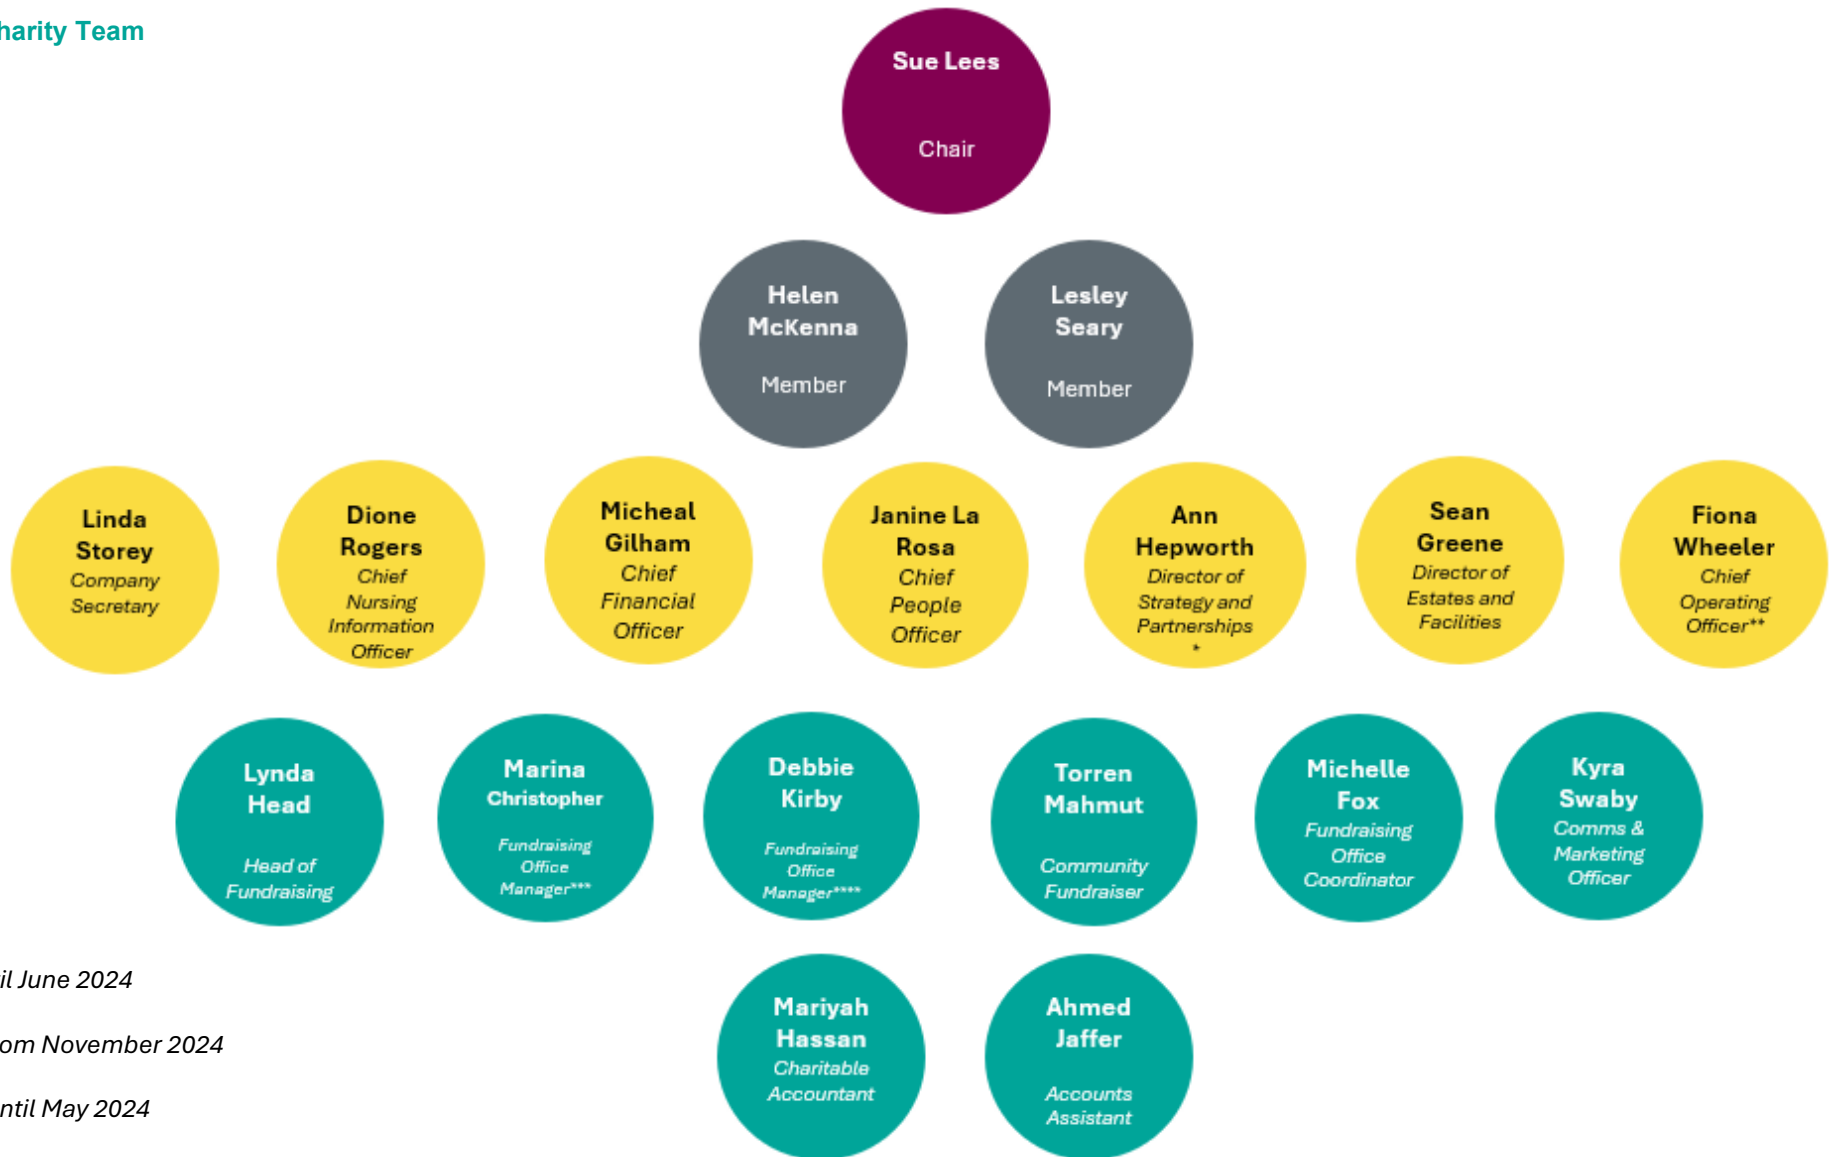 harity Team
Sue Lees
Chair
Helen
McKenna
Member
Lesley
Seary
Member
Linda
Storey
Company
Secretary
Dione
Rogers
Chief
Nursing
Information
Officer
Micheal
Gilham
Chief
Financial
Officer
Janine La
Rosa
Chief
People
Officer
Ann
Hepworth
Director of
Strategy and
Partnerships
*
Sean
Greene
Director of
Estates and
Facilities
Fiona
Wheeler
Chief
Operating
Officer**
Lynda
Head
Head of
Fundraising
Marina
Christopher
Fundraising
Office
Manager***
Debbie
Kirby
Fundraising
Office
Manager****
Torren
Mahmut
Community
Fundraiser
Michelle
Fox
Fundraising
Office
Coordinator
Kyra
Swaby
Comms &
Marketing
Officer
Mariyah
Hassan
Charitable
Accountant
Ahmed
Jaffer
Accounts
Assistant
il June 2024
om November 2024
ntil May 2024